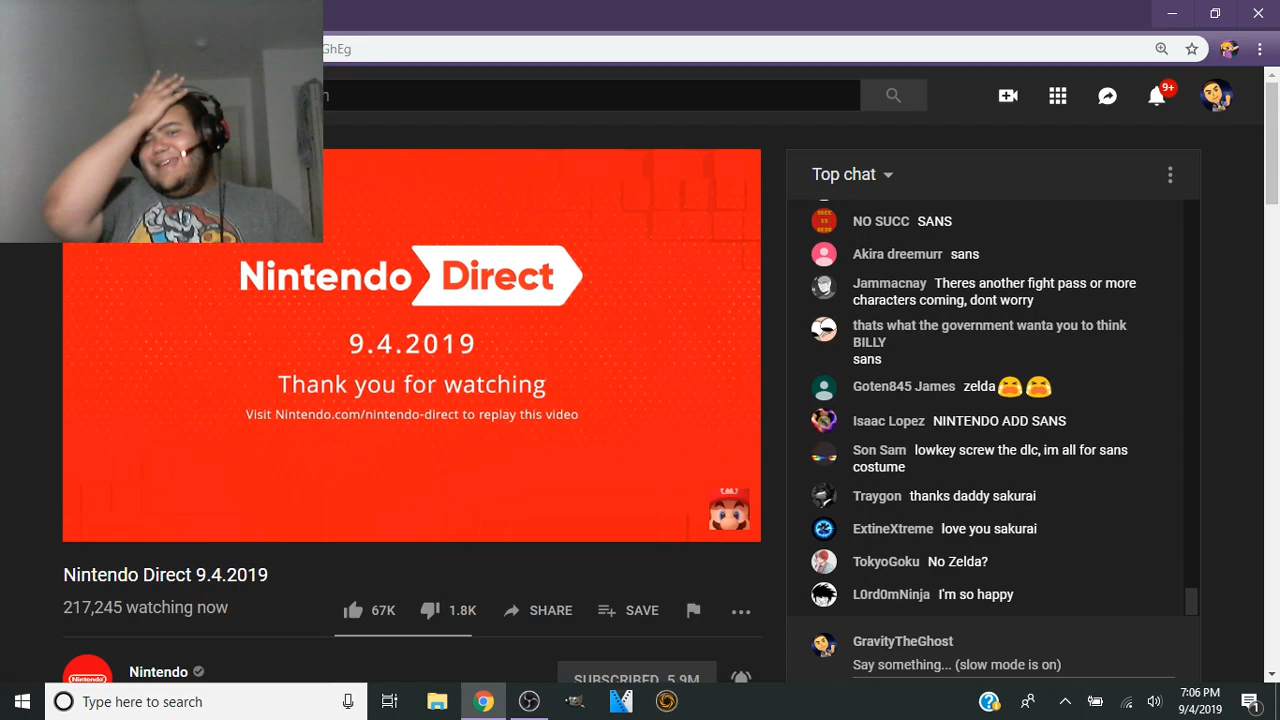 GhEg
n
9+
Nintendo Direct
9.4.2019
Thank you for watching
Visit Nintendo.com/nintendo-direct to replay this video
Nintendo Direct 9.4.2019
217,245 watching now
67K 1.8K SHARE SAVE
Nintendo
Nintendo
SUBSCRIBED 5.9M
Top chat
NO SUCC SANS
Akira dreemurr sans
Jammacnay Theres another fight pass or more
characters coming, dont worry
thats what the government wanta you to think
BILLY
sans
Goten845 James zelda😫😫
Isaac Lopez NINTENDO ADD SANS
Son Sam lowkey screw the dlc, im all for sans
costume
Traygon thanks daddy sakurai
ExtineXtreme love you sakurai
TokyoGoku No Zelda?
L0rd0mNinja I'm so happy
GravityTheGhost
Say something... (slow mode is on)
Type here to search
7:06 PM
9/4/2019
1